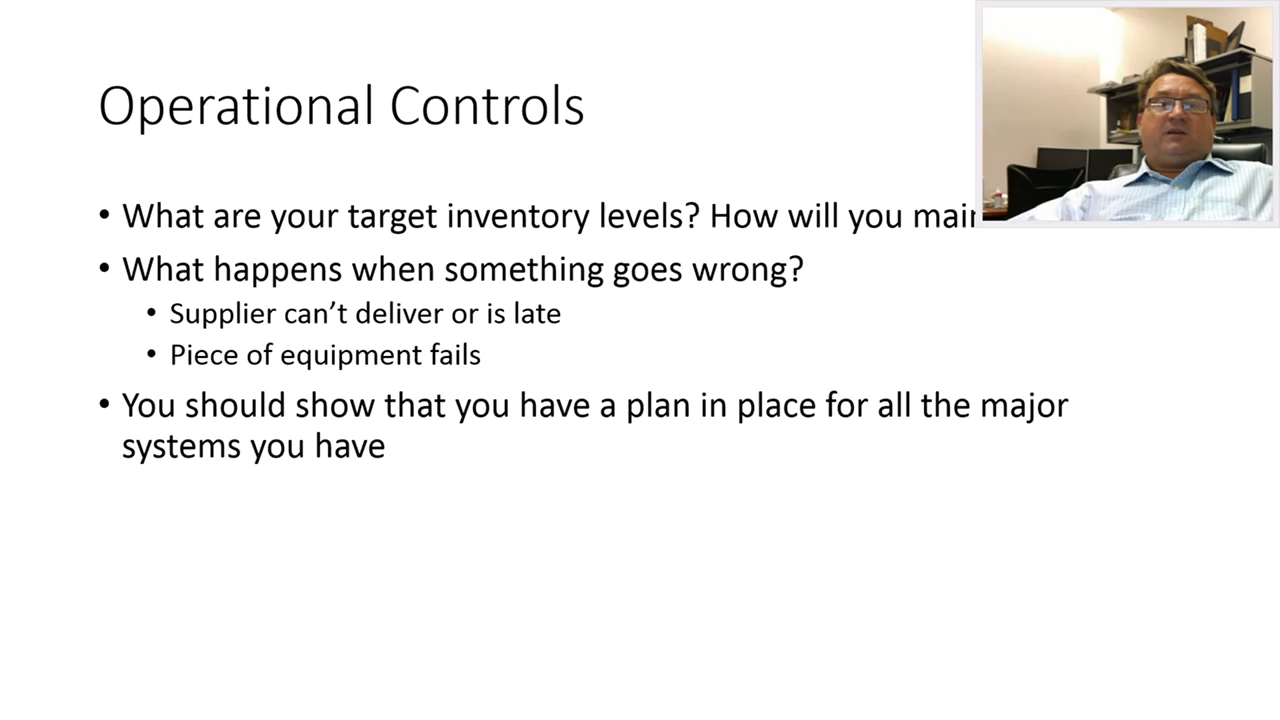 Operational Controls
• What are your target inventory levels? How will you
• What happens when something goes wrong?
• Supplier can’t deliver or is late
• Piece of equipment fails
• You should show that you have a plan in place for all the major
systems you have